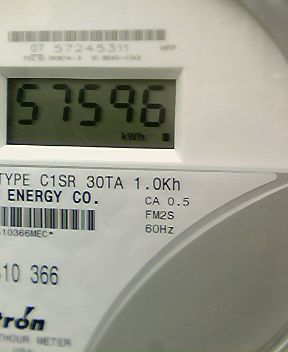 07 57245311
57596
kWh
TYPE C1SR 30TA 1.0Kh
ENERGY CO. CA 0.5
FM2S
10366MEC* 60Hz
10 366
tron
HOUR METER